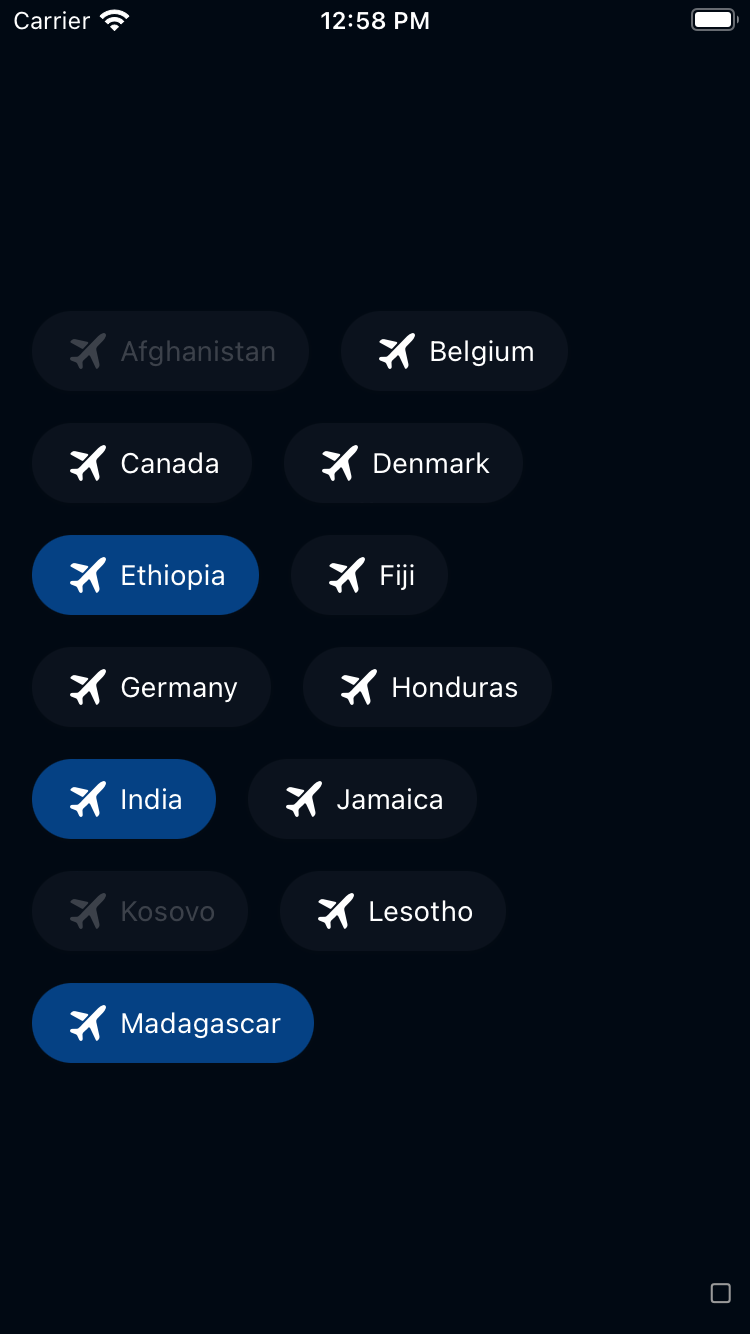 Carrier 12:58 PM
Afghanistan Belgium
Canada Denmark
Ethiopia Fiji
Germany Honduras
India Jamaica
Kosovo Lesotho
Madagascar